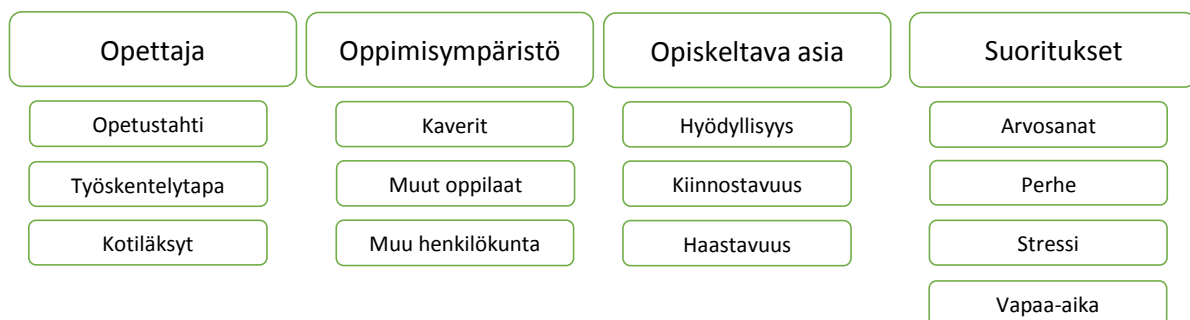 Opettaja
Opetustahti
Työskentelytapa
Kotiläksyt
Oppimisympäristö
Kaverit
Muut oppilaat
Muu henkilökunta
Opiskeltava asia
Hyödyllisyys
Kiinnostavuus
Haastavuus
Suoritukset
Arvosanat
Perhe
Stressi
Vapaa-aika